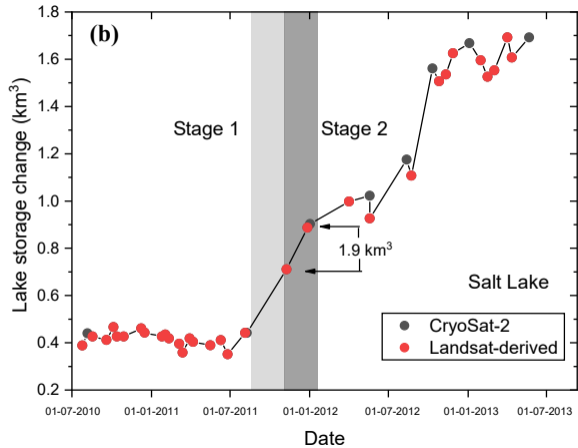 (b)
1.8
1.6
1.4
1.2
1.0
0.8
0.6
0.4
0.2
Lake storage change (km³)
Stage 1
Stage 2
1.9 km³
Salt Lake
CryoSat-2
Landsat-derived
01-07-2010
01-01-2011
01-07-2011
01-01-2012
01-07-2012
01-01-2013
01-07-2013
Date